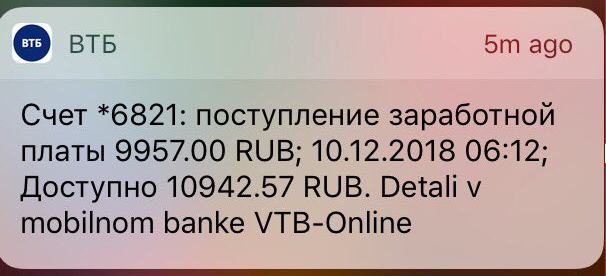 ВТБ ВТБ 5m ago
Счет *6821: поступление заработной
платы 9957.00 RUB; 10.12.2018 06:12;
Доступно 10942.57 RUB. Detali v
mobilnom banke VTB-Online